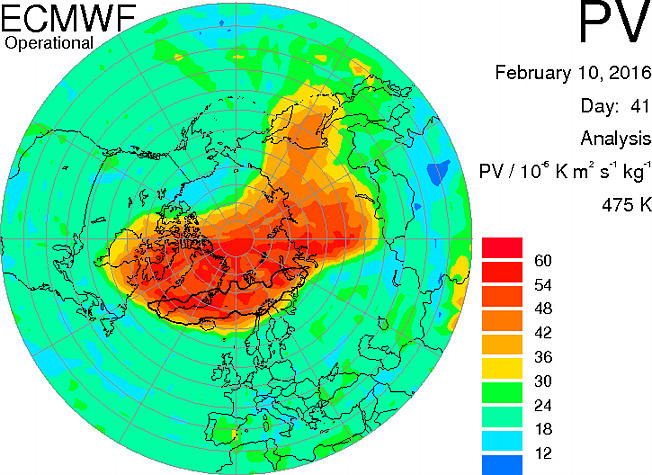 ECMWF
Operational
PV
February 10, 2016
Day: 41
Analysis
PV / 10⁻⁶ K m² s⁻¹ kg⁻¹
475 K
60
54
48
42
36
30
24
18
12